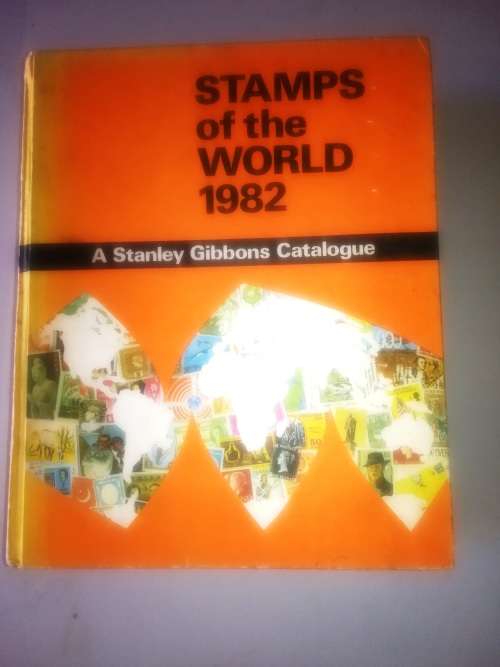 STAMPS
of the
WORLD
1982
A Stanley Gibbons Catalogue